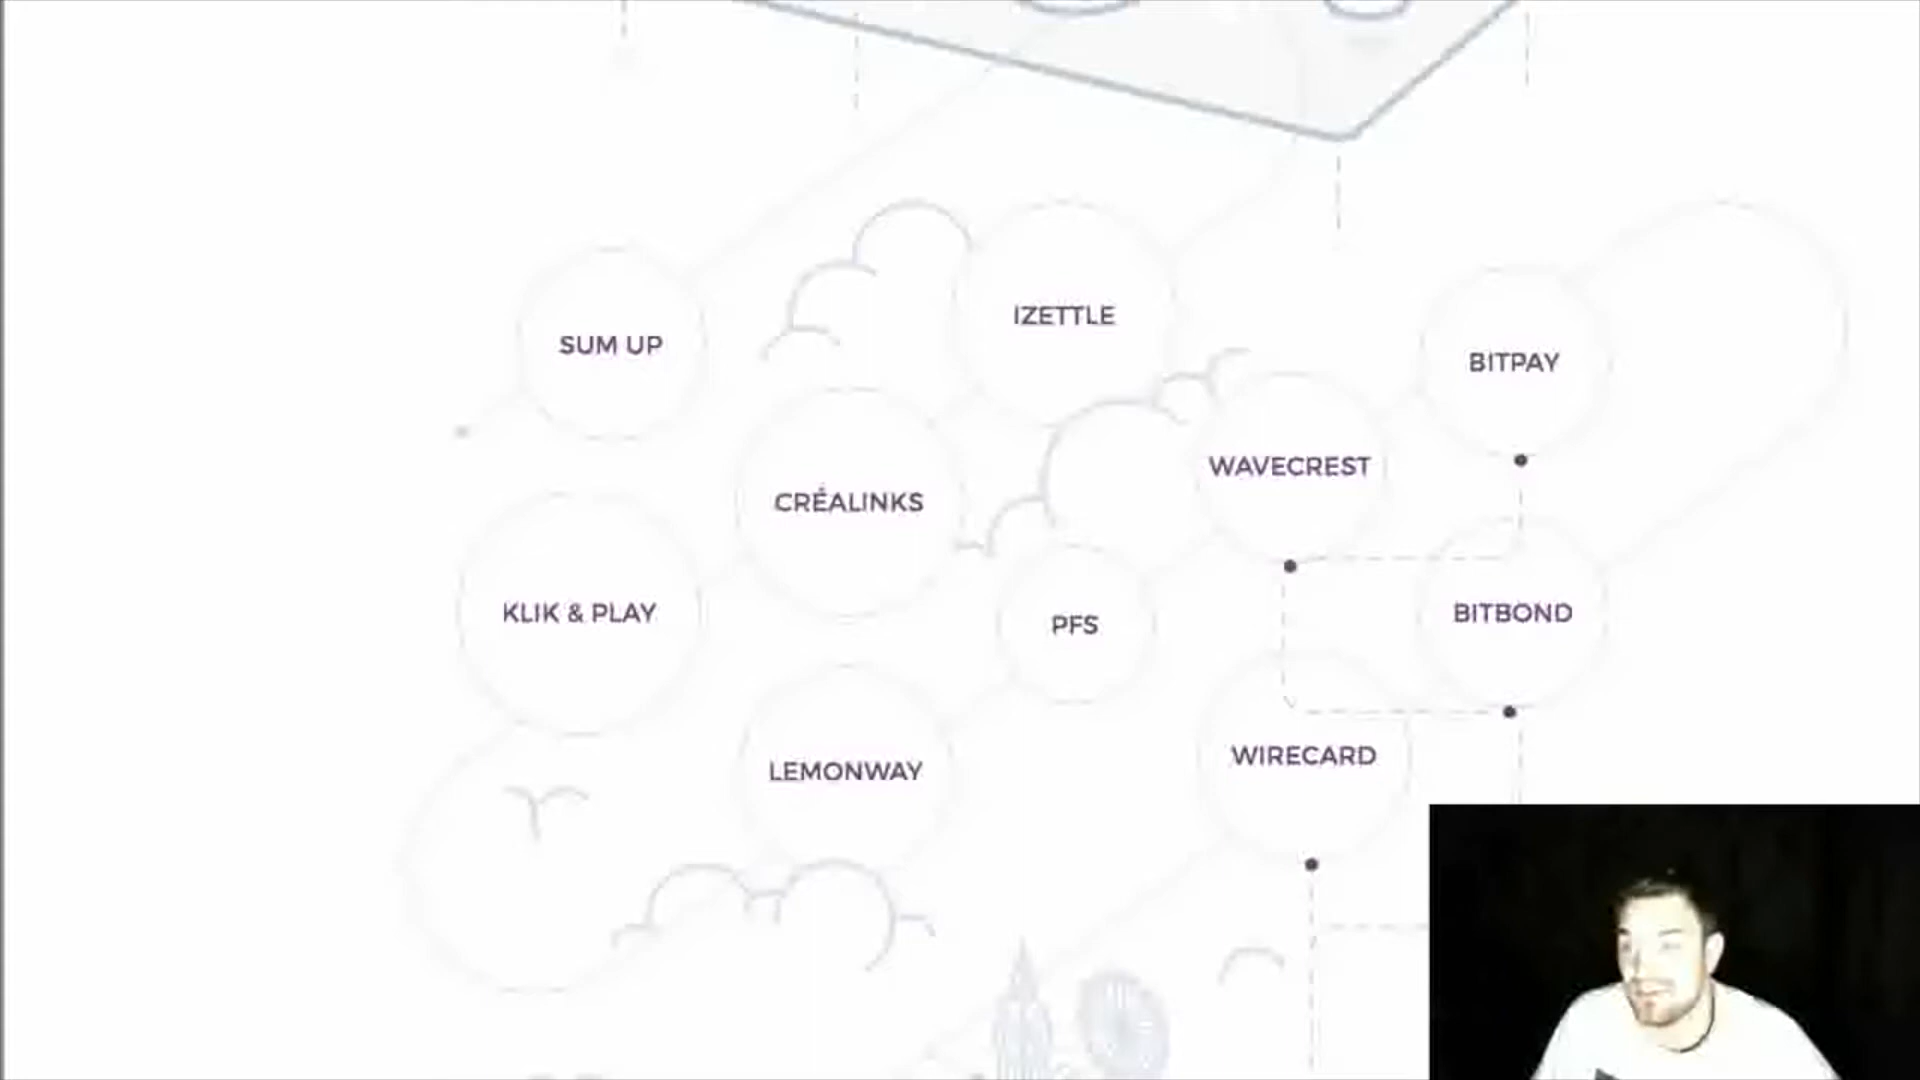 IZETTLE
SUM UP
BITPAY
WAVECREST
CRÉALINKS
KLIK & PLAY
PFS
BITBOND
WIRECARD
LEMONWAY